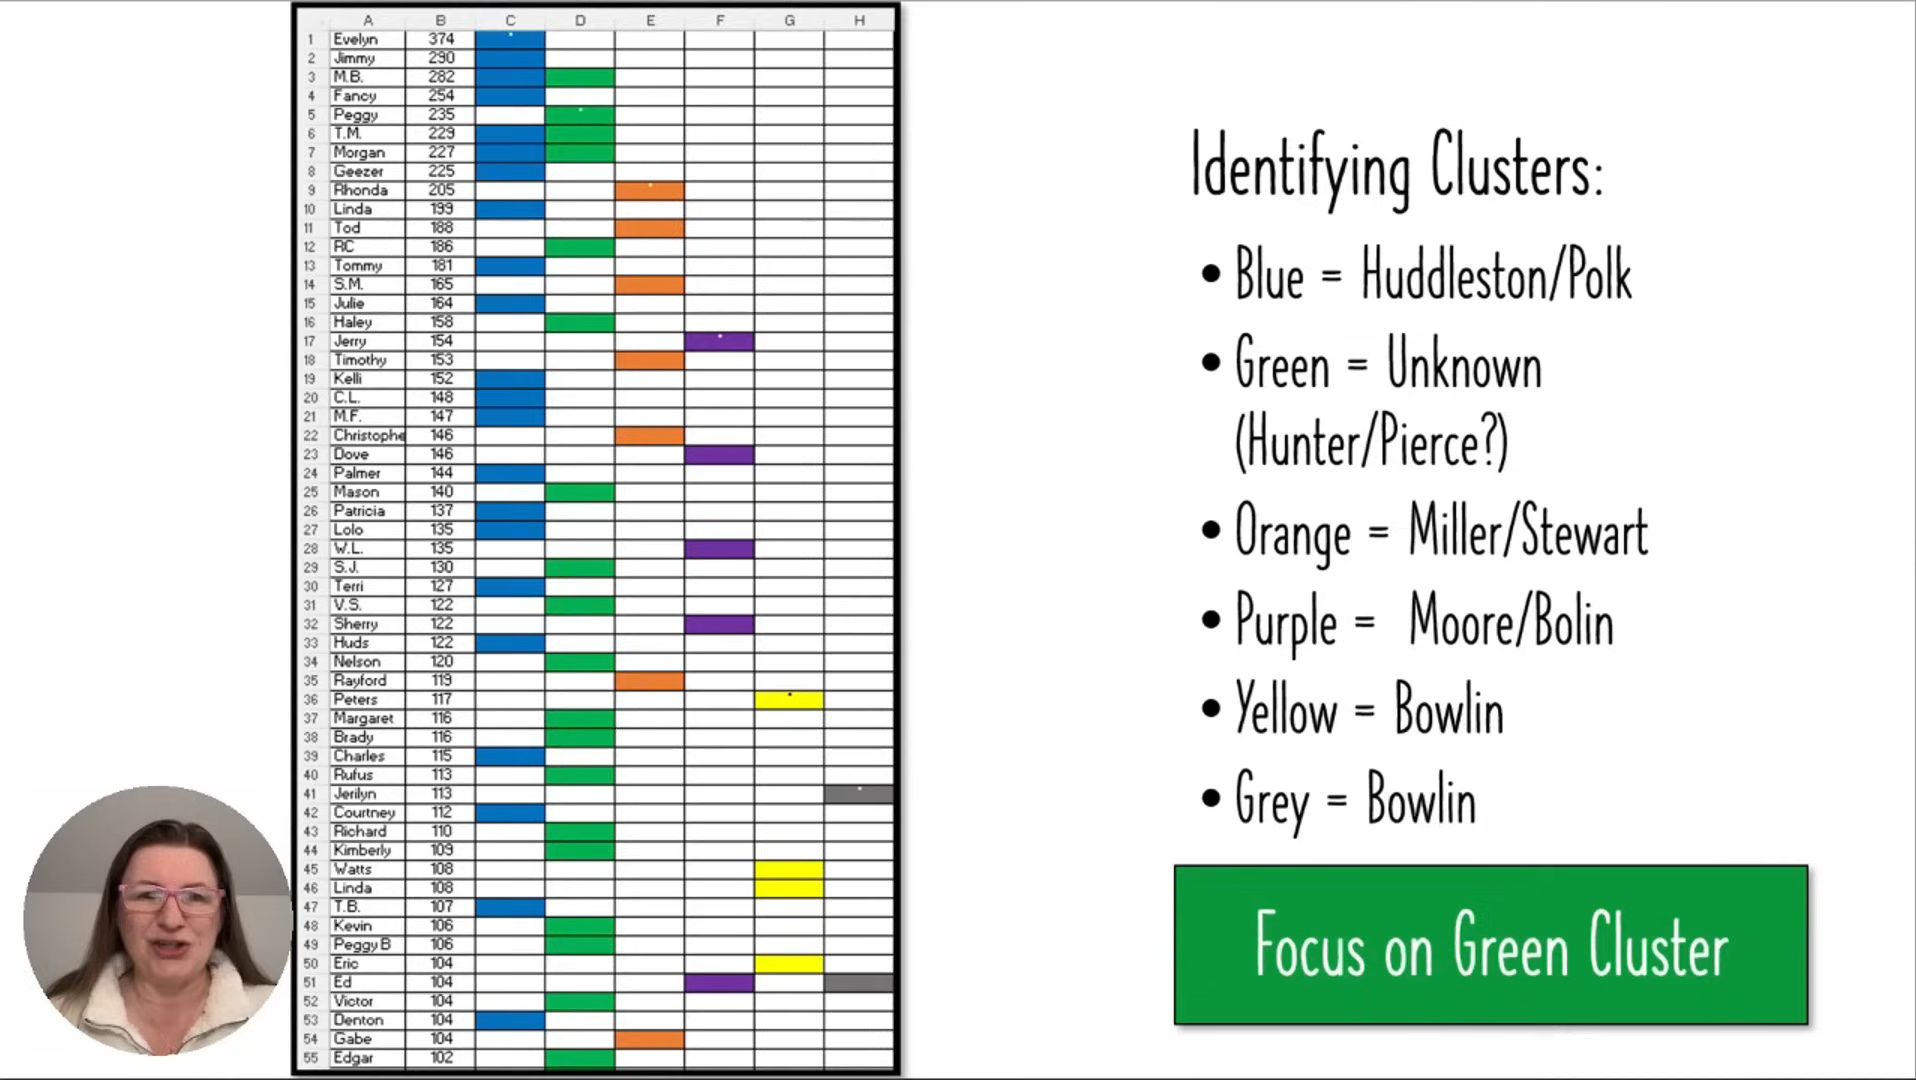 A B C D E F G H
1 Evelyn 374
2 Jimmy 290
3 M.B. 282
4 Fancy 254
5 Peggy 235
6 T.M. 229
7 Morgan 227
8 Geezer 225
9 Rhonda 205
10 Linda 199
11 Tod 188
12 RC 186
13 Tommy 181
14 S.M. 165
15 Julie 164
16 Haley 158
17 Jerry 154
18 Timothy 153
19 Kelli 152
20 C.L. 148
21 M.F. 147
22 Christophe 146
23 Dove 146
24 Palmer 144
25 Mason 140
26 Patricia 137
27 Lolo 135
28 W.L. 135
29 S.J. 130
30 Terri 127
31 V.S. 122
32 Sherry 122
33 Huds 122
34 Nelson 120
35 Rayford 119
36 Peters 117
37 Margaret 116
38 Brady 116
39 Charles 115
40 Rufus 113
41 Jerilyn 113
42 Courtney 112
43 Richard 110
44 Kimberly 109
45 Watts 108
46 Linda 108
47 T.B. 107
48 Kevin 106
49 Peggy B 106
50 Eric 104
51 Ed 104
52 Victor 104
53 Denton 104
54 Gabe 104
55 Edgar 102
Identifying Clusters:
• Blue = Huddleston/Polk
• Green = Unknown
(Hunter/Pierce?)
• Orange = Miller/Stewart
• Purple = Moore/Bolin
• Yellow = Bowlin
• Grey = Bowlin
Focus on Green Cluster